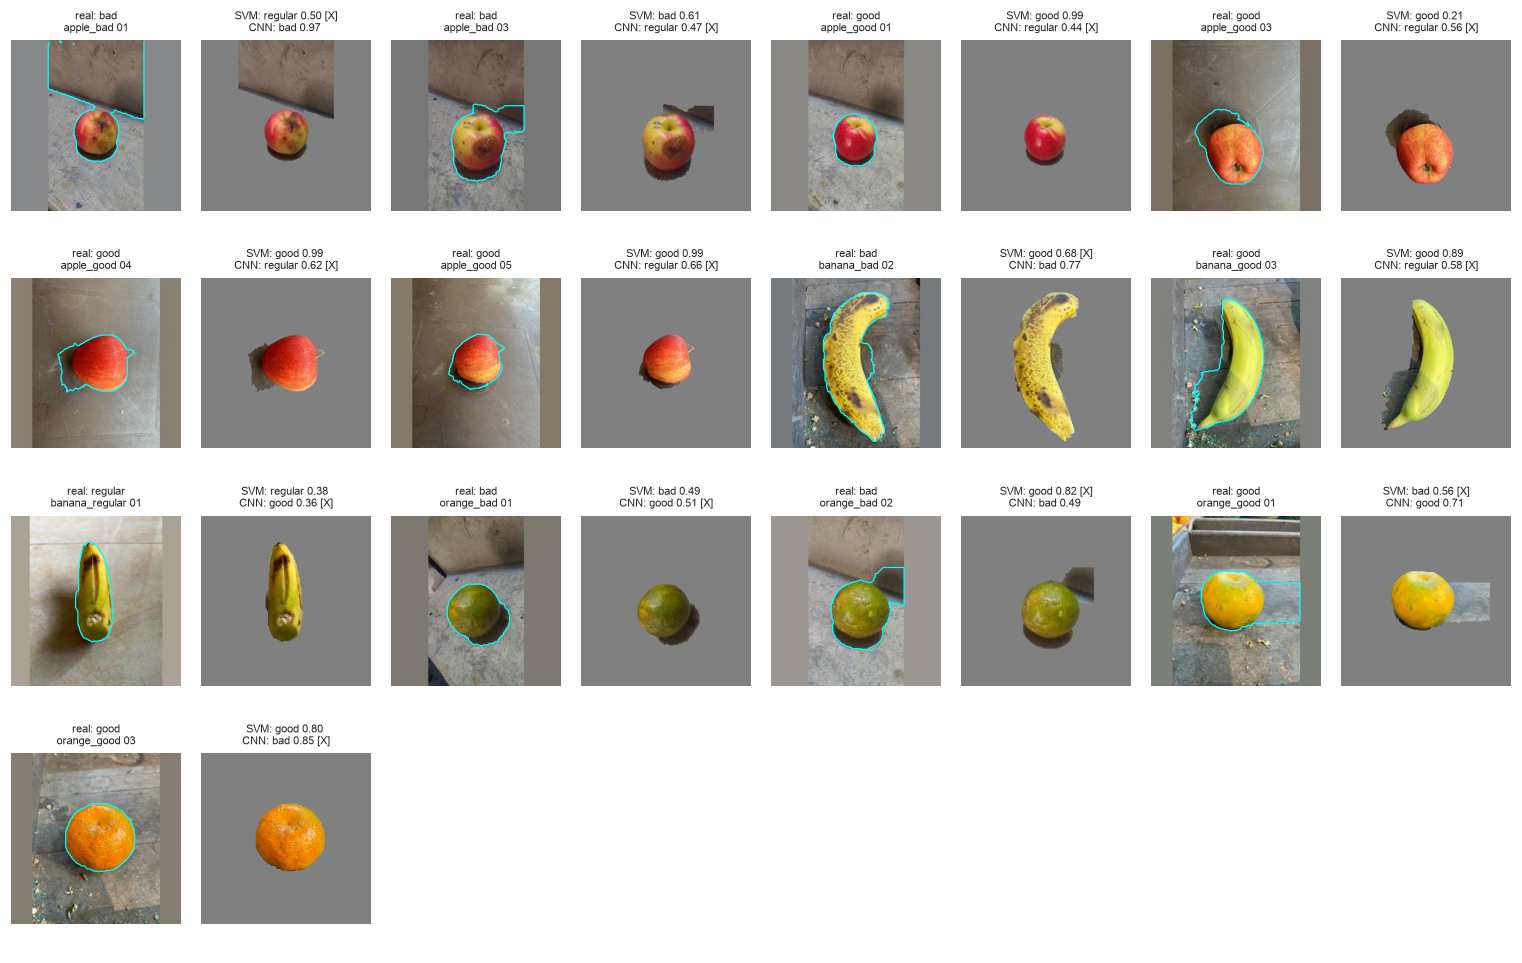 real: bad
apple_bad 01
SVM: regular 0.50 [X]
CNN: bad 0.97
real: bad
apple_bad 03
SVM: bad 0.61
CNN: regular 0.47 [X]
real: good
apple_good 01
SVM: good 0.99
CNN: regular 0.44 [X]
real: good
apple_good 03
SVM: good 0.21
CNN: regular 0.56 [X]
real: good
apple_good 04
SVM: good 0.99
CNN: regular 0.62 [X]
real: good
apple_good 05
SVM: good 0.99
CNN: regular 0.66 [X]
real: bad
banana_bad 02
SVM: good 0.68 [X]
CNN: bad 0.77
real: good
banana_good 03
SVM: good 0.89
CNN: regular 0.58 [X]
real: regular
banana_regular 01
SVM: regular 0.38
CNN: good 0.36 [X]
real: bad
orange_bad 01
SVM: bad 0.49
CNN: good 0.51 [X]
real: bad
orange_bad 02
SVM: good 0.82 [X]
CNN: bad 0.49
real: good
orange_good 01
SVM: bad 0.56 [X]
CNN: good 0.71
real: good
orange_good 03
SVM: good 0.80
CNN: bad 0.85 [X]